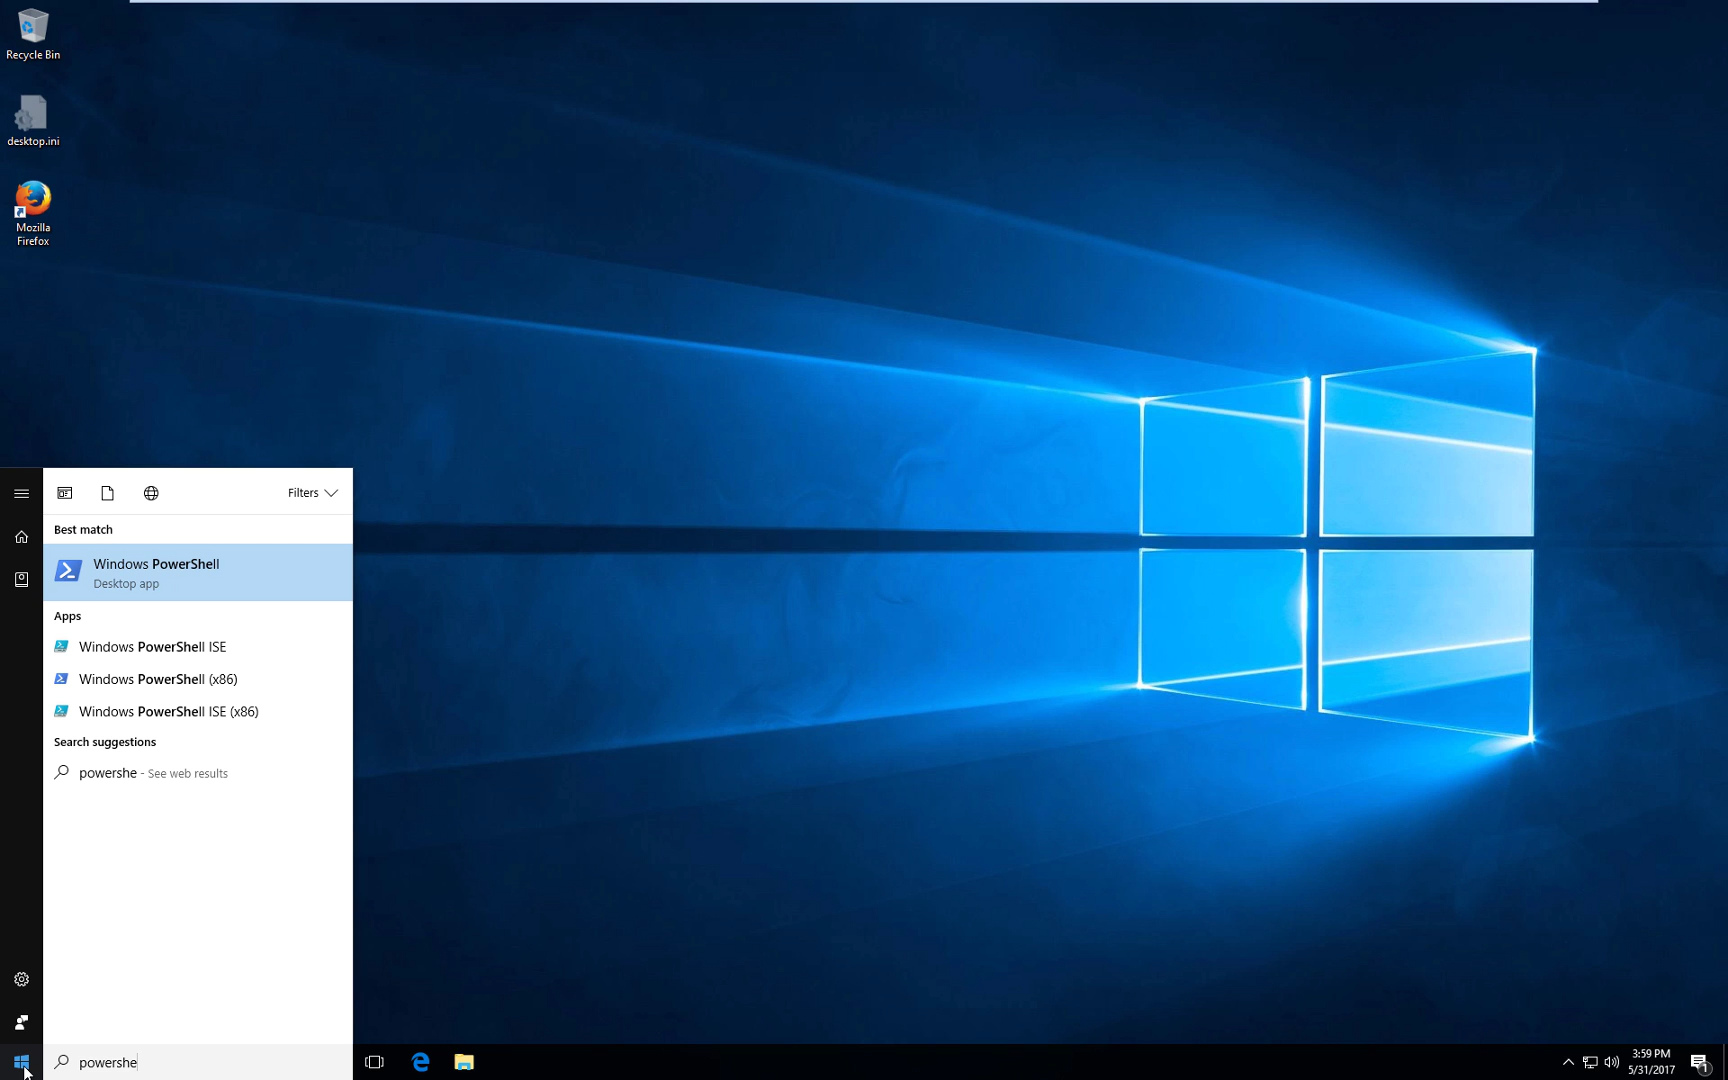 Recycle Bin
desktop.ini
Mozilla
Firefox
Filters
Best match
Windows PowerShell
Desktop app
Apps
Windows PowerShell ISE
Windows PowerShell (x86)
Windows PowerShell ISE (x86)
Search suggestions
powershe - See web results
powershe
3:59 PM
5/31/2017
1